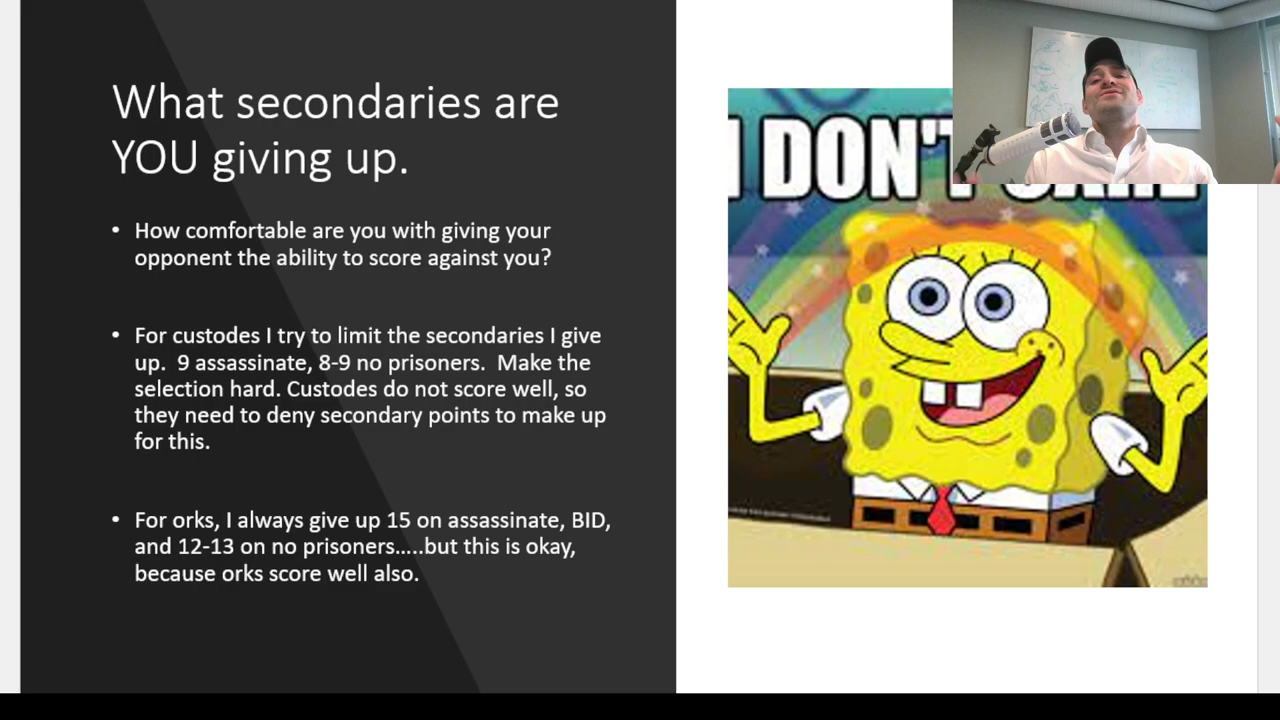 What secondaries are
YOU giving up.
• How comfortable are you with giving your
opponent the ability to score against you?
• For custodes I try to limit the secondaries I give
up.  9 assassinate, 8-9 no prisoners.  Make the
selection hard. Custodes do not score well, so
they need to deny secondary points to make up
for this.
• For orks, I always give up 15 on assassinate, BID,
and 12-13 on no prisoners…..but this is okay,
because orks score well also.
I DON'T